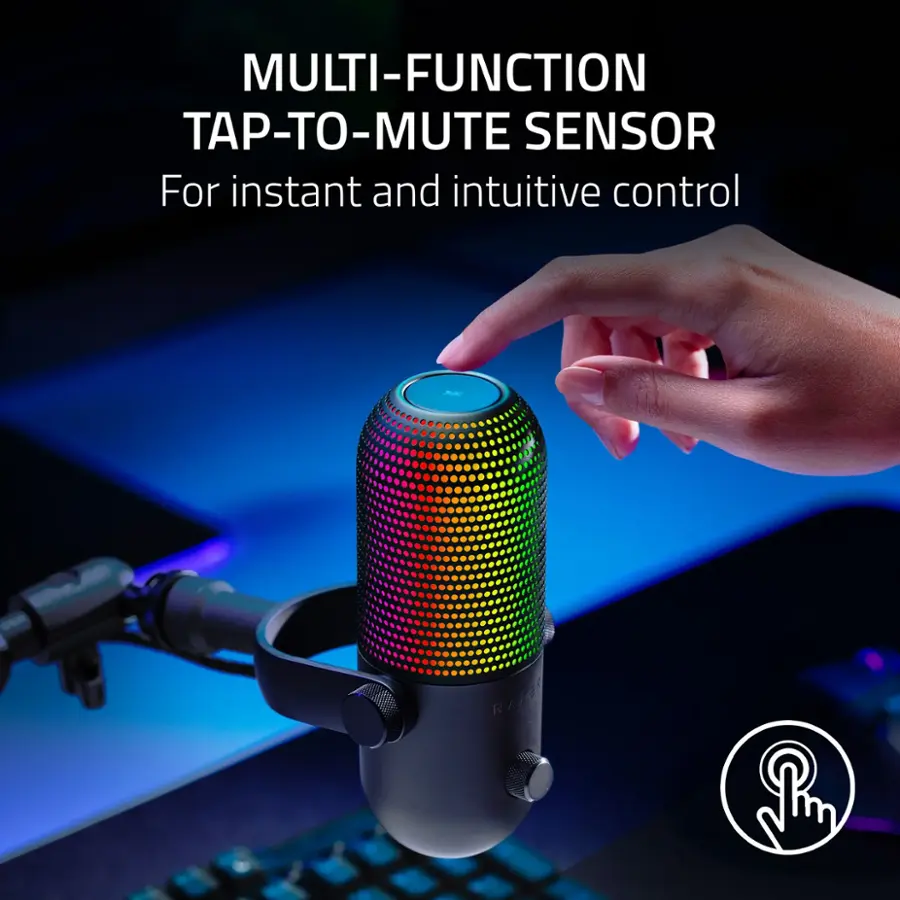 MULTI-FUNCTION
TAP-TO-MUTE SENSOR
For instant and intuitive control